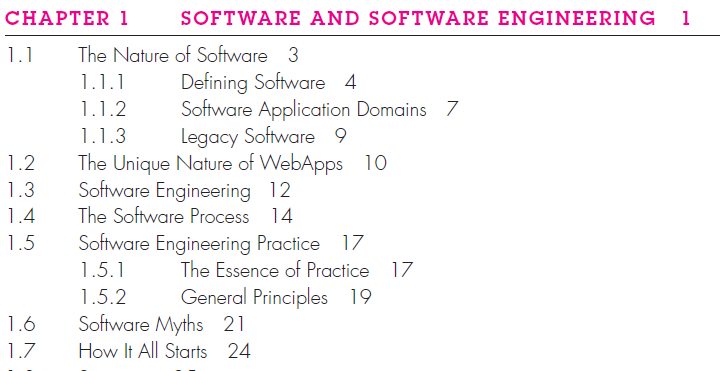 CHAPTER 1 SOFTWARE AND SOFTWARE ENGINEERING 1
1.1 The Nature of Software 3
1.1.1 Defining Software 4
1.1.2 Software Application Domains 7
1.1.3 Legacy Software 9
1.2 The Unique Nature of WebApps 10
1.3 Software Engineering 12
1.4 The Software Process 14
1.5 Software Engineering Practice 17
1.5.1 The Essence of Practice 17
1.5.2 General Principles 19
1.6 Software Myths 21
1.7 How It All Starts 24